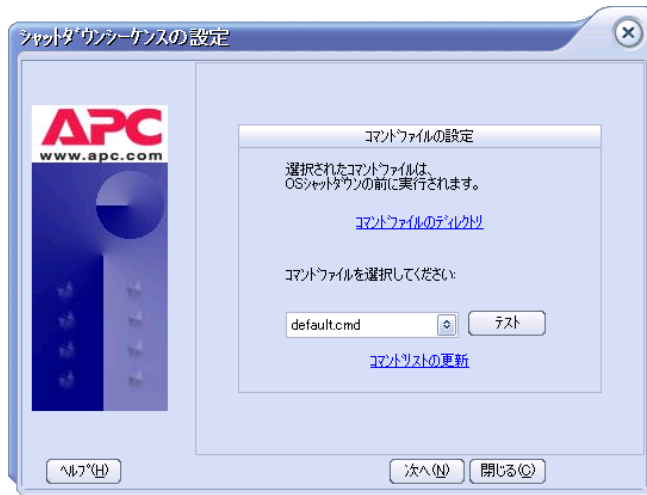 シャットダウンシーケンスの設定
APC
www.apc.com
コマンドファイルの設定
選択されたコマンドファイルは、
OSシャットダウンの前に実行されます。
コマンドファイルのディレクトリ
コマンドファイルを選択してください:
default.cmd
テスト
コマンドリストの更新
ヘルプ(H)
次へ(N)
閉じる(C)